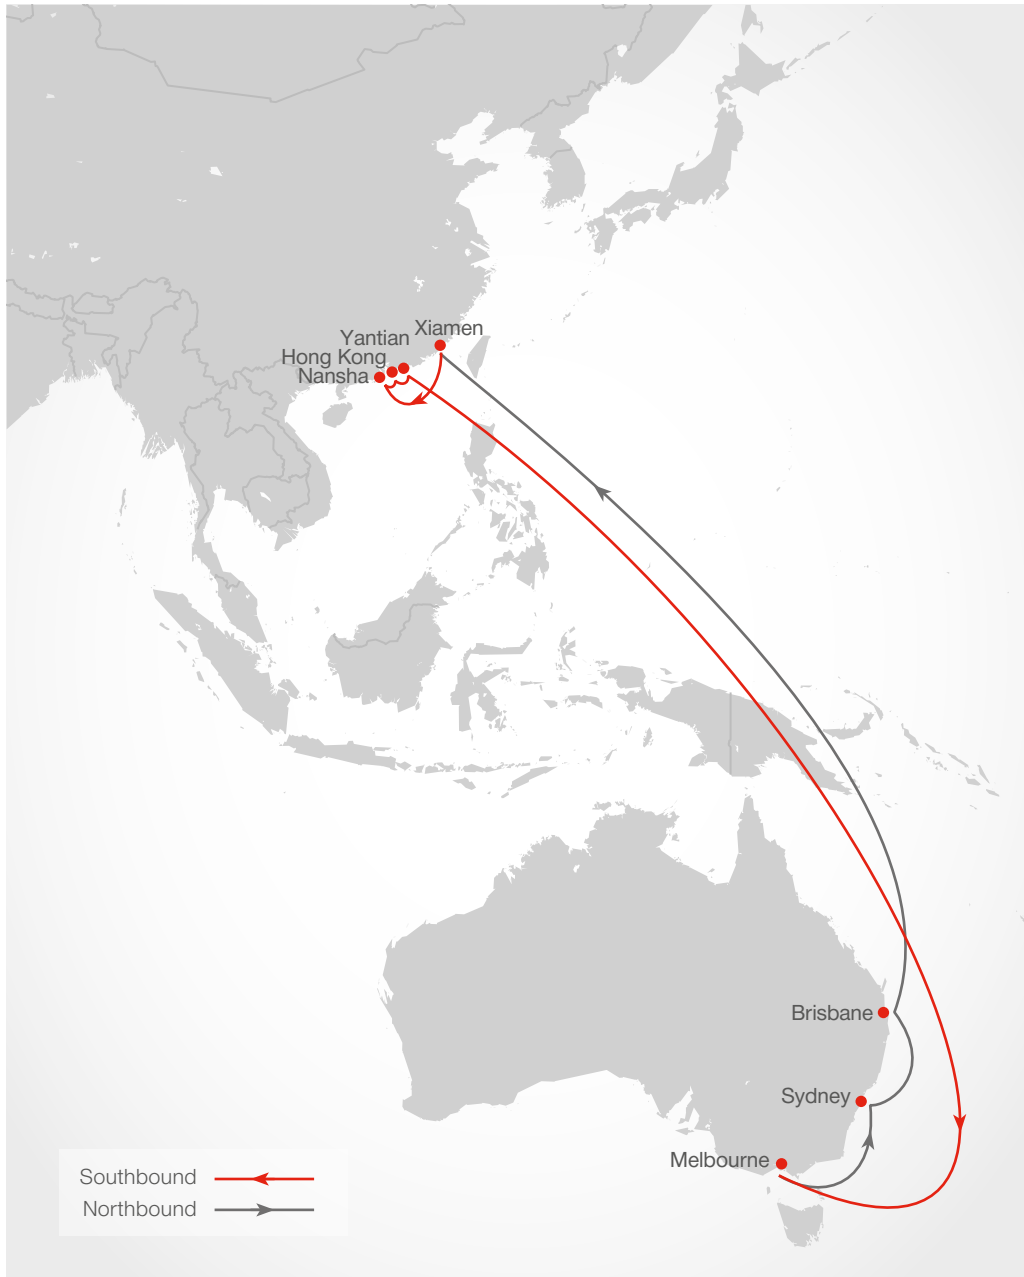 Xiamen
Yantian
Hong Kong
Nansha
Brisbane
Sydney
Melbourne
Southbound
Northbound